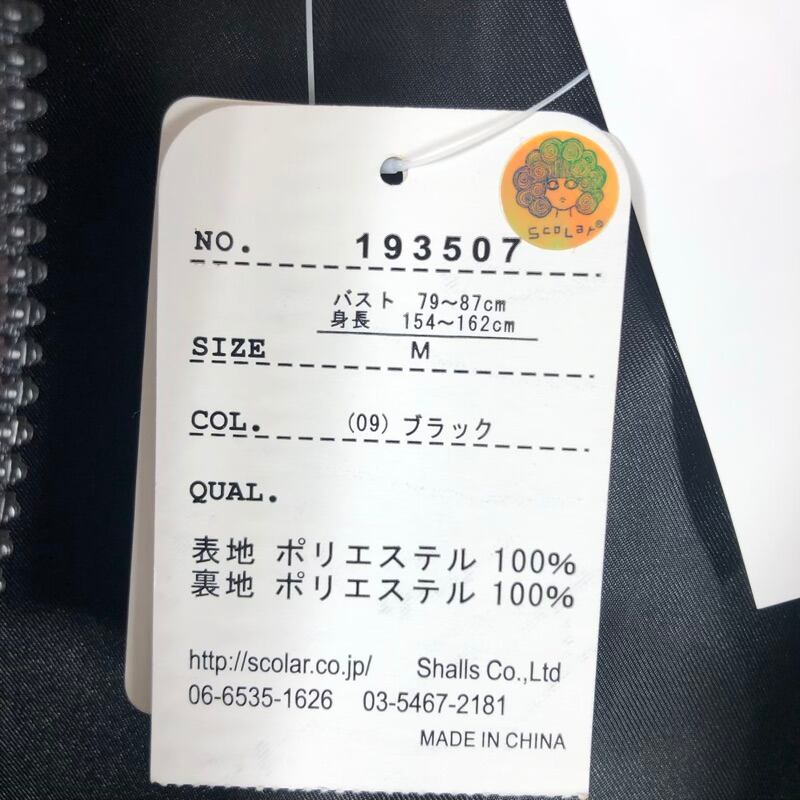 ScoLar®
NO. 193507
バスト 79～87cm
身長 154～162cm
SIZE M
COL. (09) ブラック
QUAL.
表地 ポリエステル 100%
裏地 ポリエステル 100%
http://scolar.co.jp/ Shalls Co.,Ltd
06-6535-1626 03-5467-2181
MADE IN CHINA